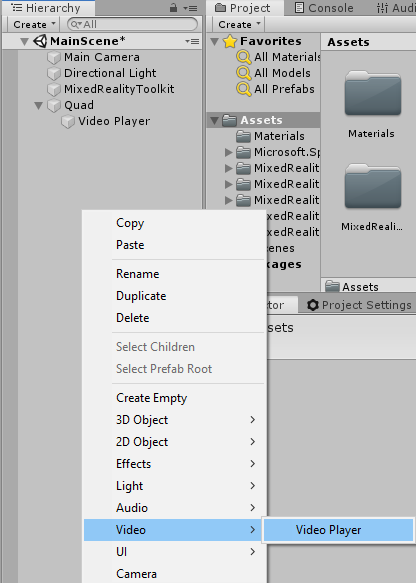 Hierarchy
Create
All
MainScene*
Main Camera
Directional Light
MixedRealityToolkit
Quad
Video Player
Copy
Paste
Rename
Duplicate
Delete
Select Children
Select Prefab Root
Create Empty
3D Object
2D Object
Effects
Light
Audio
Video
UI
Camera
Video Player
Project
Console
Audi
Create
Favorites
All Materials
All Models
All Prefabs
Assets
Materials
Microsoft.Sp
MixedRealit
MixedRealit
MixedRealit
edRealit
enes
kages
Assets
Materials
MixedReali...
Assets
ctor
Project Settings
sets